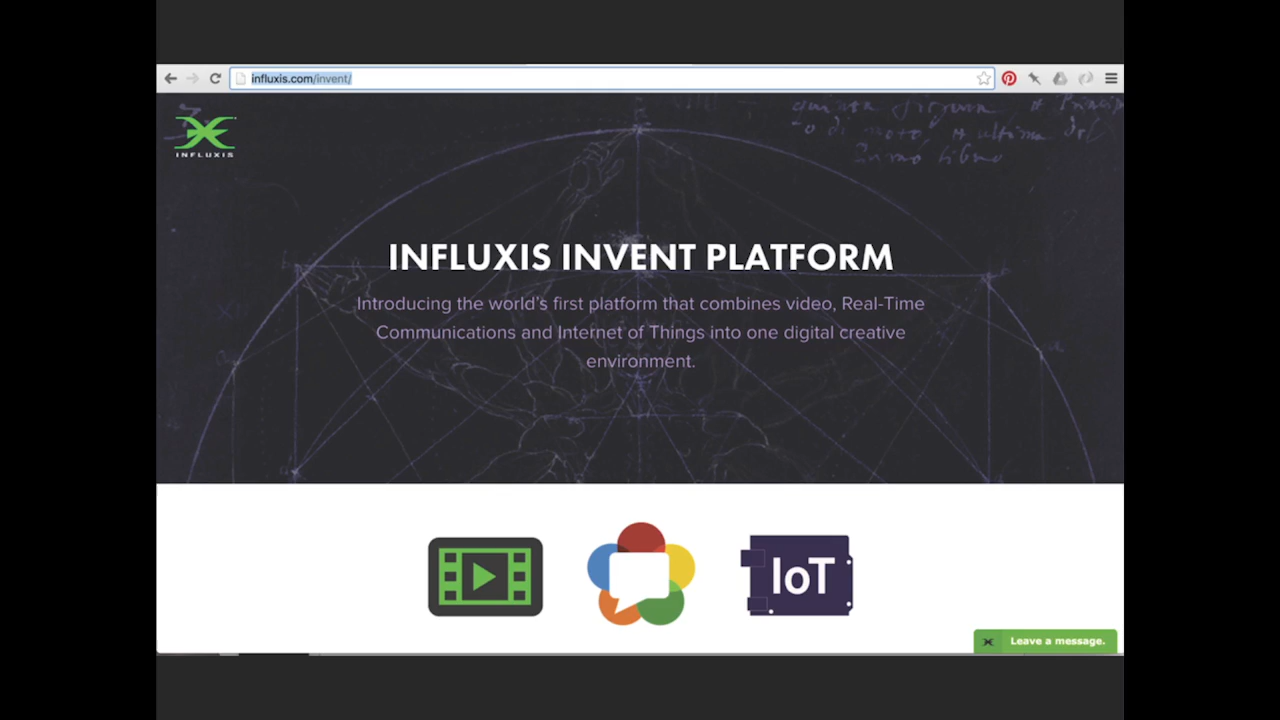 influxis.com/invent/
INFLUXIS
INFLUXIS INVENT PLATFORM
Introducing the world's first platform that combines video, Real-Time
Communications and Internet of Things into one digital creative
environment.
IoT
Leave a message.